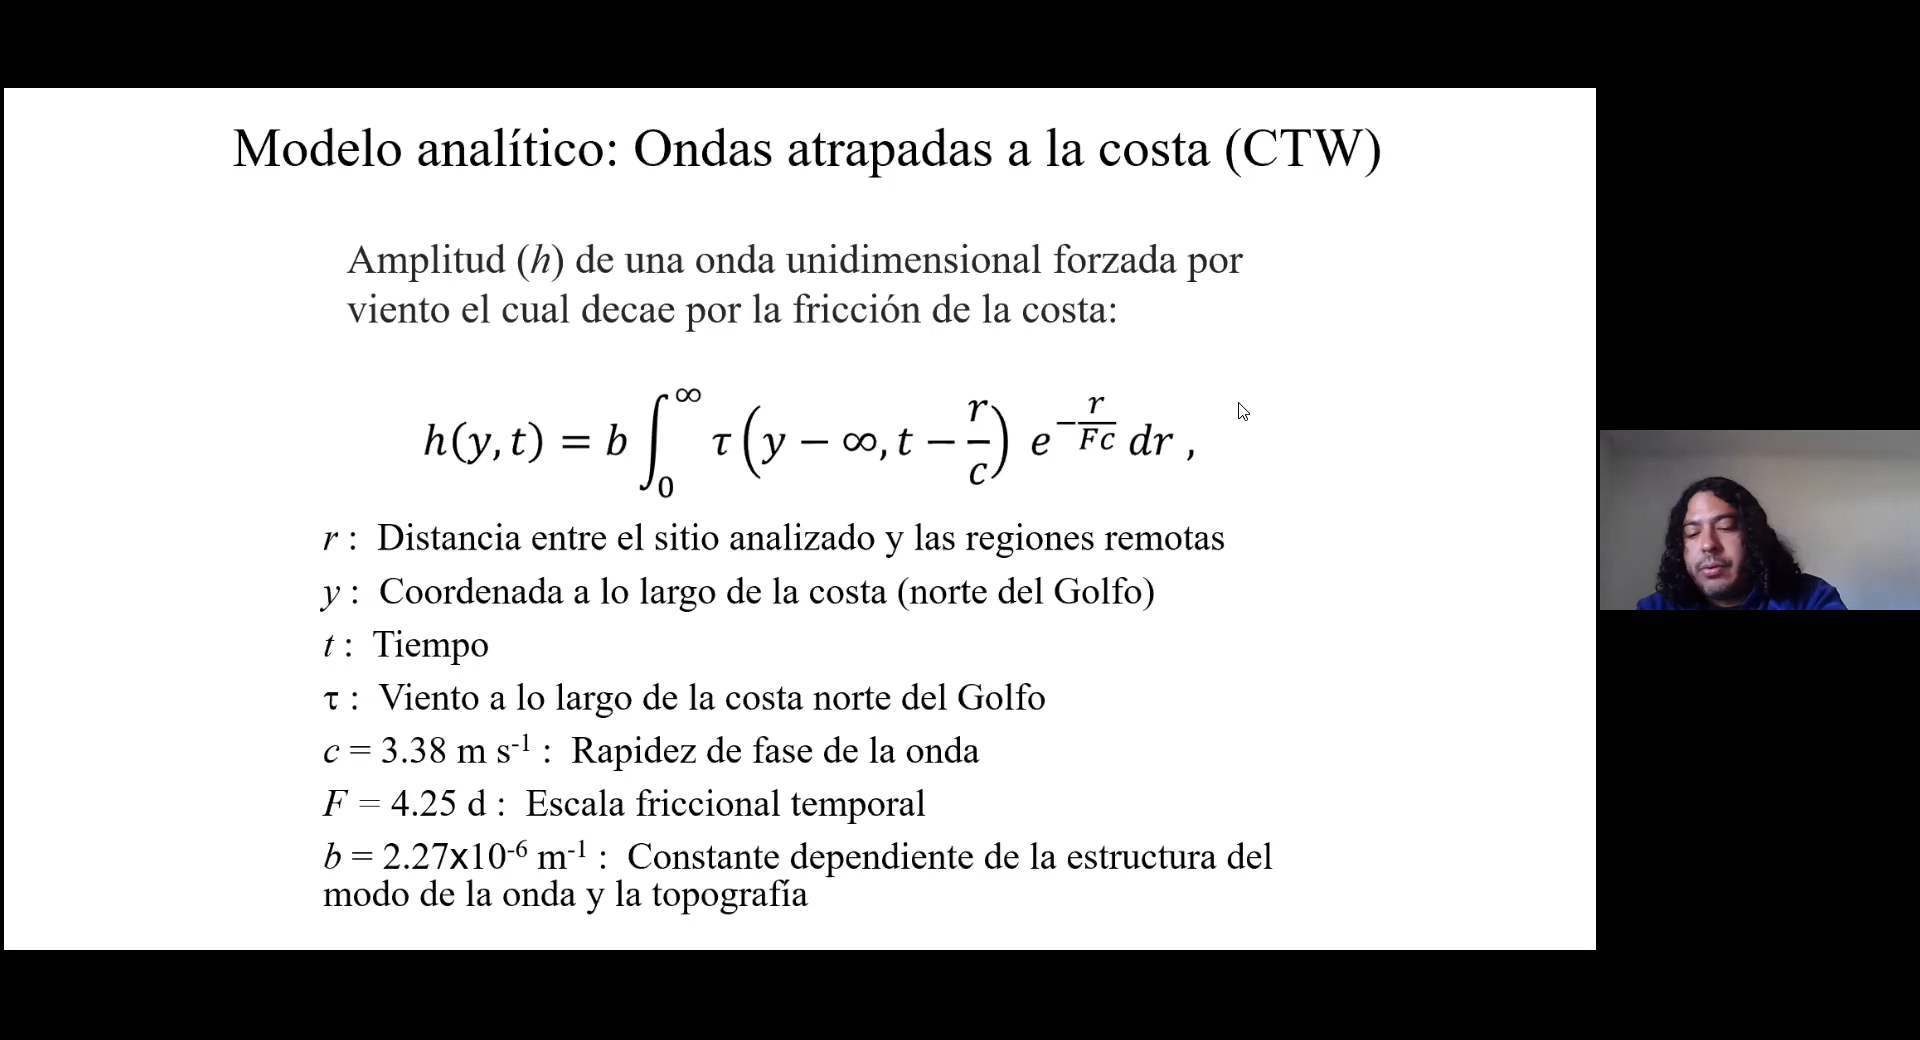 Modelo analítico: Ondas atrapadas a la costa (CTW)
Amplitud (h) de una onda unidimensional forzada por
viento el cual decae por la fricción de la costa:
h(y, t) = b ∫₀^∞ τ(y − ∞, t − r/c) e^(−r/Fc) dr ,
r : Distancia entre el sitio analizado y las regiones remotas
y : Coordenada a lo largo de la costa (norte del Golfo)
t : Tiempo
τ : Viento a lo largo de la costa norte del Golfo
c = 3.38 m s⁻¹ : Rapidez de fase de la onda
F = 4.25 d : Escala friccional temporal
b = 2.27x10⁻⁶ m⁻¹ : Constante dependiente de la estructura del
modo de la onda y la topografía